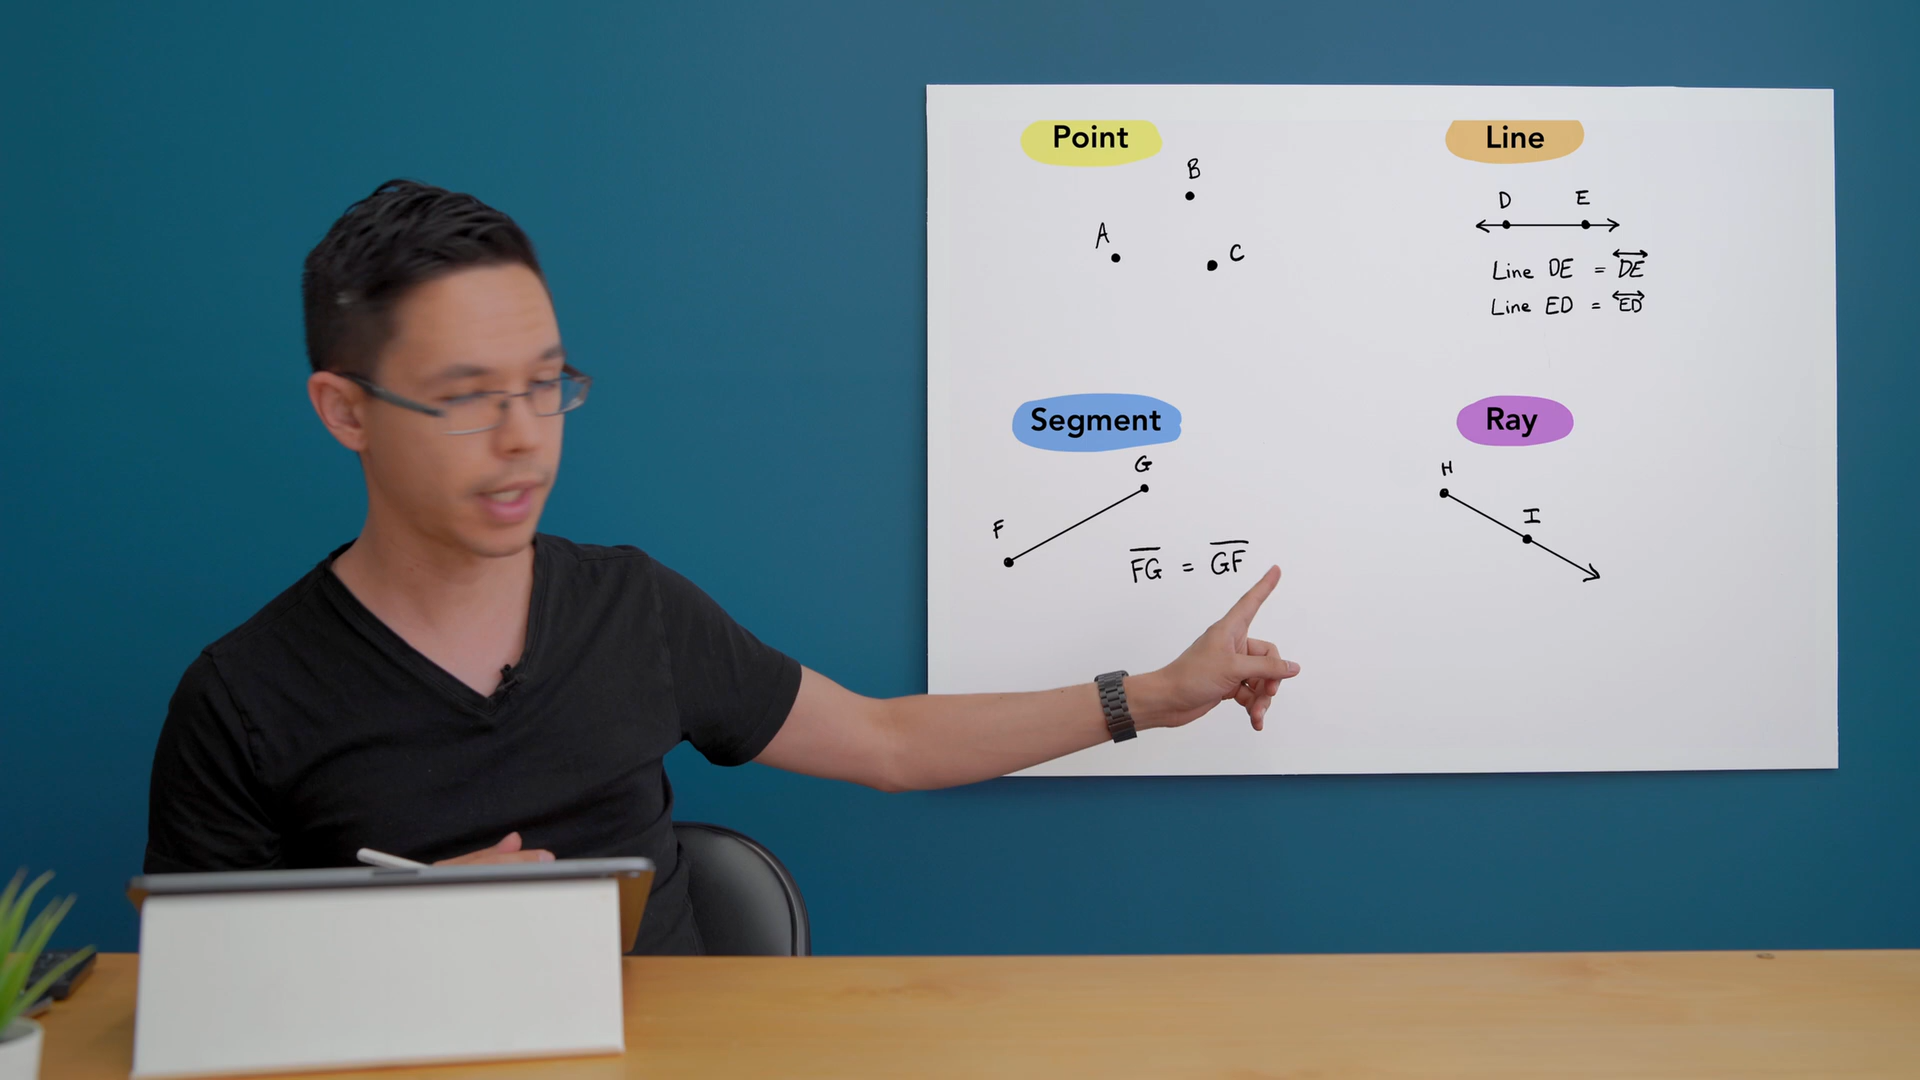 Point
B
A
C
Line
D E
Line DE = DE
Line ED = ED
Segment
G
F
FG = GF
Ray
H
I